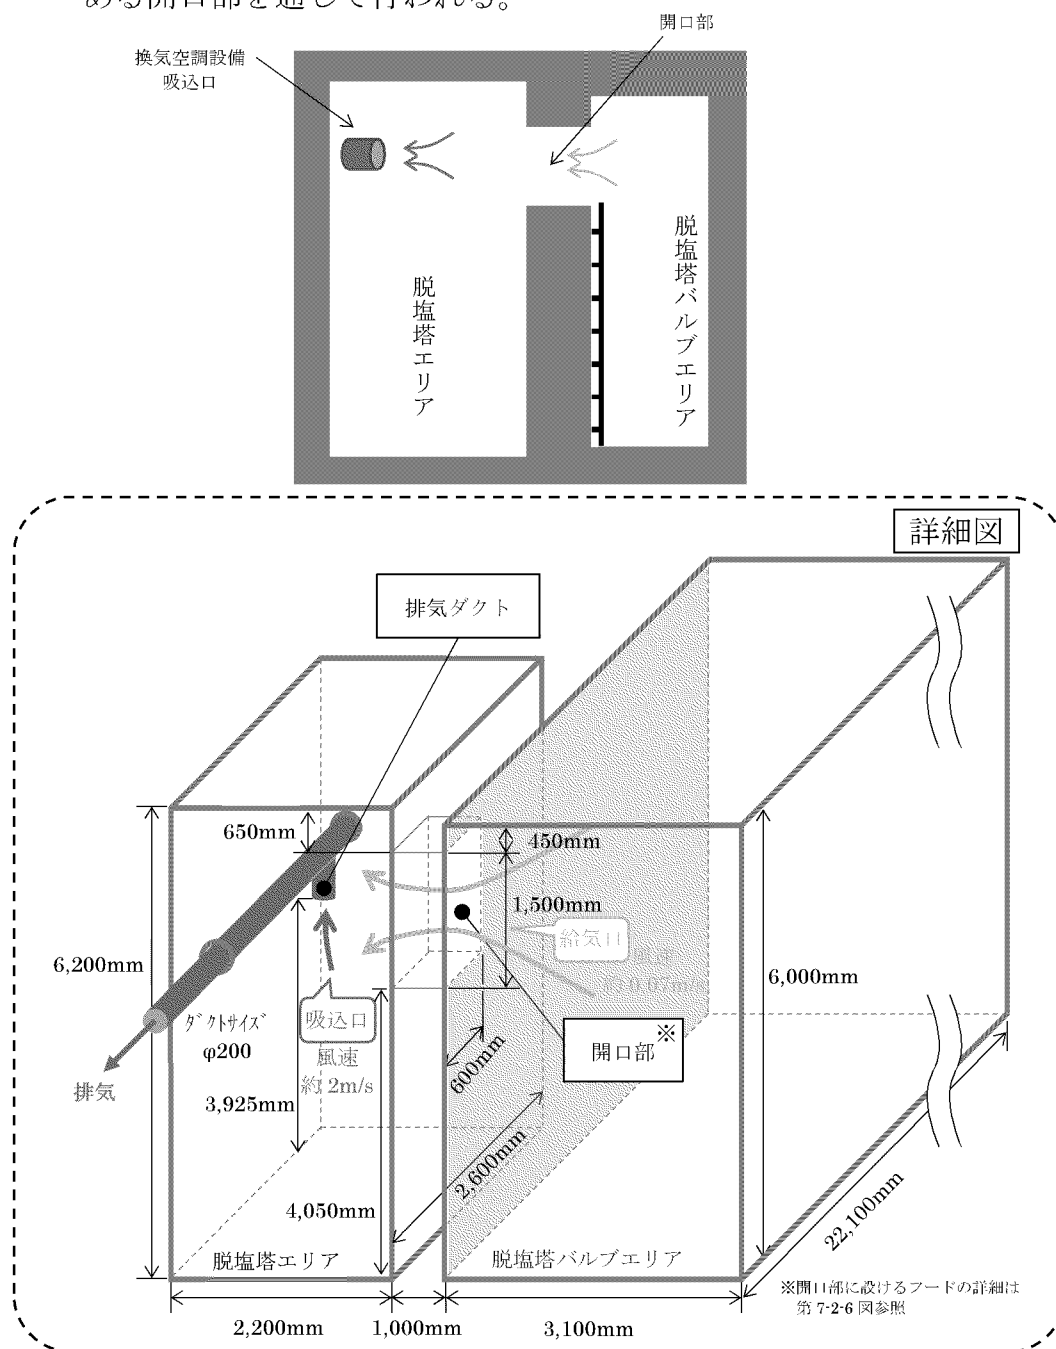 ある開口部を通して行われる。
開口部
換気空調設備
吸込口
脱塩塔エリア
脱塩塔バルブエリア
詳細図
排気ダクト
650mm
450mm
1,500mm
給気口
風速
約 0.07m/s
6,200mm
6,000mm
ﾀﾞｸﾄｻｲｽﾞ
φ200
吸込口
風速
約 2m/s
開口部※
600mm
排気
3,925mm
2,600mm
4,050mm
22,100mm
脱塩塔エリア
脱塩塔バルブエリア
※開口部に設けるフードの詳細は
第 7-2-6 図参照
2,200mm
1,000mm
3,100mm